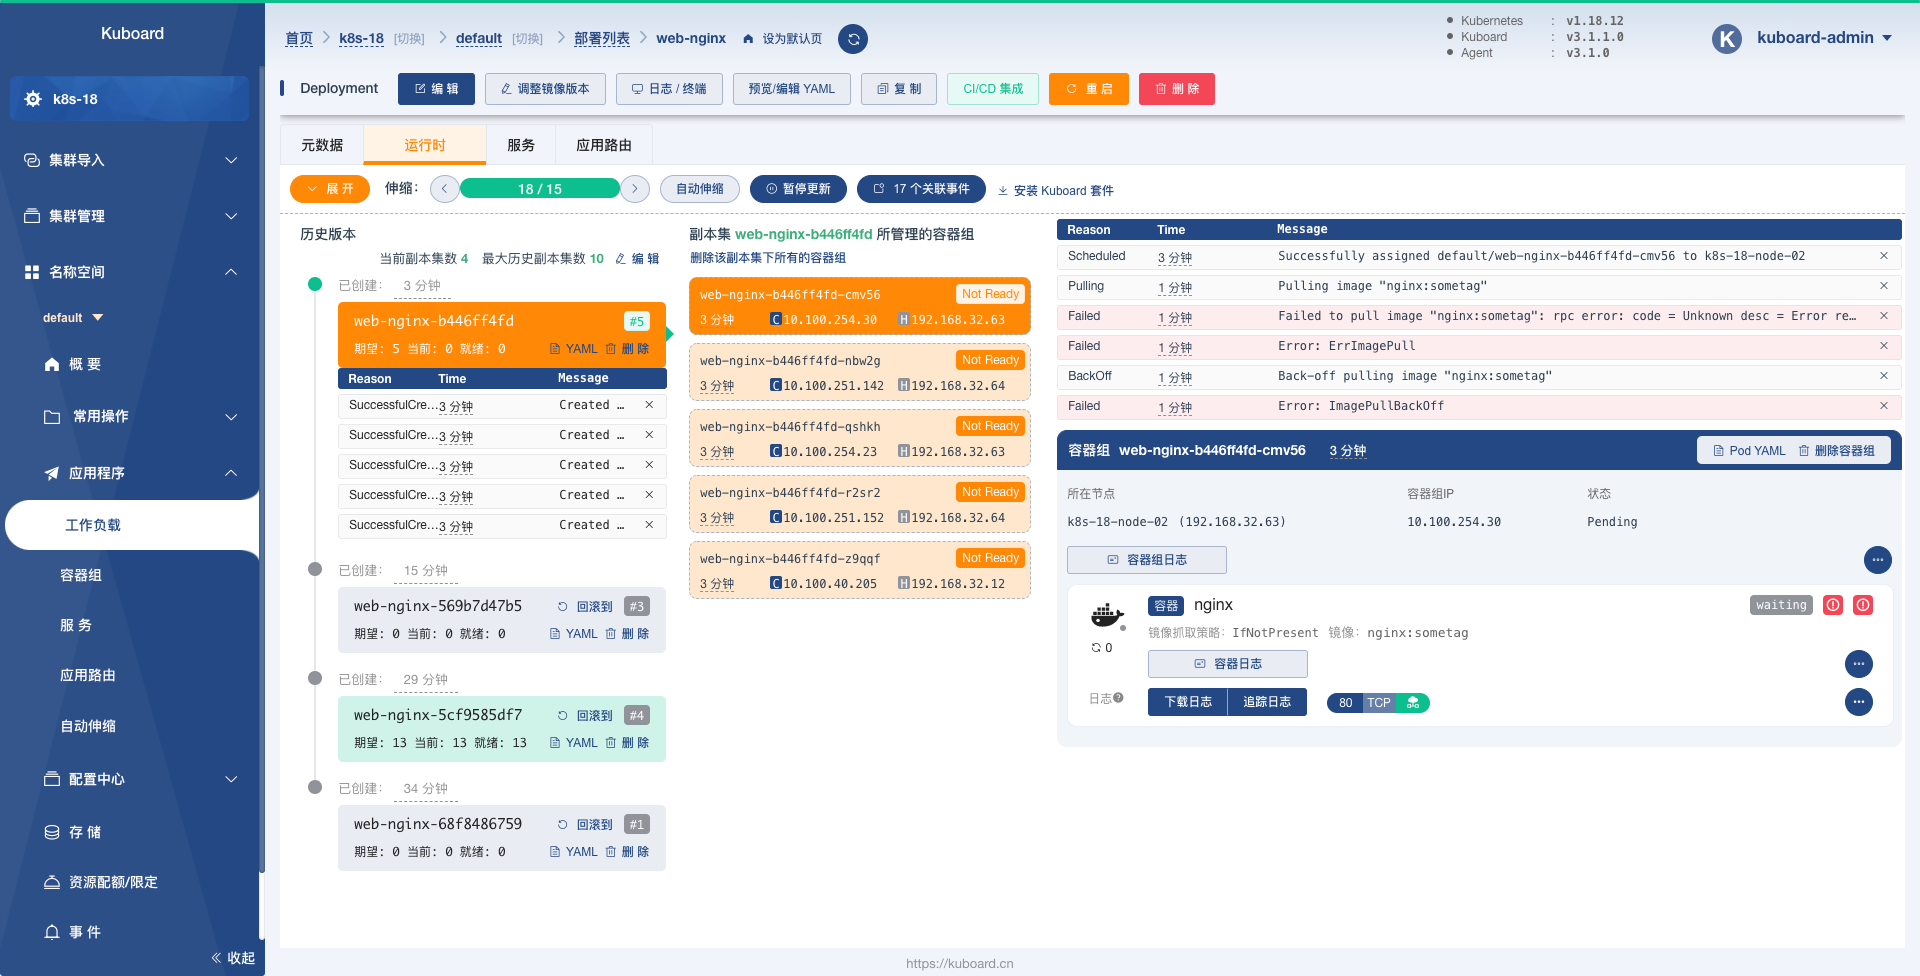 Kuboard
k8s-18
集群导入
集群管理
名称空间
default
概 要
常用操作
应用程序
工作负载
容器组
服 务
应用路由
自动伸缩
配置中心
存 储
资源配额/限定
事 件
收起
首页 k8s-18 [切换] default [切换] 部署列表 web-nginx 设为默认页
Kubernetes : v1.18.12
Kuboard : v3.1.1.0
Agent : v3.1.0
K kuboard-admin
Deployment 编 辑 调整镜像版本 日志 / 终端 预览/编辑 YAML 复 制 CI/CD 集成 重 启 删 除
元数据 运行时 服务 应用路由
展 开 伸缩: 18 / 15 自动伸缩 暂停更新 17 个关联事件 安装 Kuboard 套件
历史版本
当前副本集数 4 最大历史副本集数 10 编 辑
已创建: 3 分钟
web-nginx-b446ff4fd #5
期望: 5 当前: 0 就绪: 0 YAML 删 除
Reason Time Message
SuccessfulCre... 3 分钟 Created ...
SuccessfulCre... 3 分钟 Created ...
SuccessfulCre... 3 分钟 Created ...
SuccessfulCre... 3 分钟 Created ...
SuccessfulCre... 3 分钟 Created ...
已创建: 15 分钟
web-nginx-569b7d47b5 回滚到 #3
期望: 0 当前: 0 就绪: 0 YAML 删 除
已创建: 29 分钟
web-nginx-5cf9585df7 回滚到 #4
期望: 13 当前: 13 就绪: 13 YAML 删 除
已创建: 34 分钟
web-nginx-68f8486759 回滚到 #1
期望: 0 当前: 0 就绪: 0 YAML 删 除
副本集 web-nginx-b446ff4fd 所管理的容器组
删除该副本集下所有的容器组
web-nginx-b446ff4fd-cmv56 Not Ready
3 分钟 C 10.100.254.30 H 192.168.32.63
web-nginx-b446ff4fd-nbw2g Not Ready
3 分钟 C 10.100.251.142 H 192.168.32.64
web-nginx-b446ff4fd-qshkh Not Ready
3 分钟 C 10.100.254.23 H 192.168.32.63
web-nginx-b446ff4fd-r2sr2 Not Ready
3 分钟 C 10.100.251.152 H 192.168.32.64
web-nginx-b446ff4fd-z9qqf Not Ready
3 分钟 C 10.100.40.205 H 192.168.32.12
Reason Time Message
Scheduled 3 分钟 Successfully assigned default/web-nginx-b446ff4fd-cmv56 to k8s-18-node-02
Pulling 1 分钟 Pulling image "nginx:sometag"
Failed 1 分钟 Failed to pull image "nginx:sometag": rpc error: code = Unknown desc = Error re...
Failed 1 分钟 Error: ErrImagePull
BackOff 1 分钟 Back-off pulling image "nginx:sometag"
Failed 1 分钟 Error: ImagePullBackOff
容器组 web-nginx-b446ff4fd-cmv56 3 分钟 Pod YAML 删除容器组
所在节点 容器组IP 状态
k8s-18-node-02 (192.168.32.63) 10.100.254.30 Pending
容器组日志
容器 nginx waiting
镜像抓取策略: IfNotPresent 镜像: nginx:sometag
0
容器日志
日志 下载日志 追踪日志 80 TCP
https://kuboard.cn